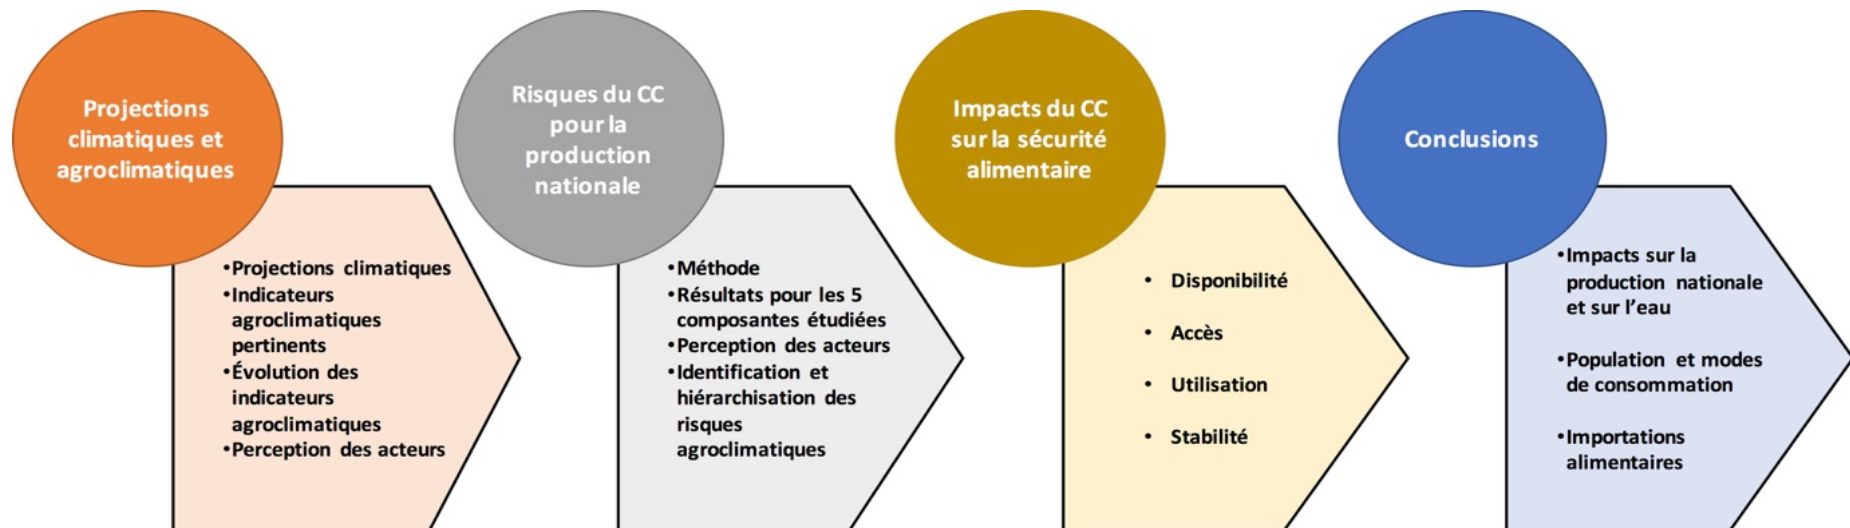 Projections
climatiques et
agroclimatiques
•Projections climatiques
•Indicateurs
agroclimatiques
pertinents
•Évolution des
indicateurs
agroclimatiques
•Perception des acteurs
Risques du CC
pour la
production
nationale
•Méthode
•Résultats pour les 5
composantes étudiées
•Perception des acteurs
•Identification et
hiérarchisation des
risques
agroclimatiques
Impacts du CC
sur la sécurité
alimentaire
• Disponibilité
• Accès
• Utilisation
• Stabilité
Conclusions
•Impacts sur la
production nationale
et sur l’eau
•Population et modes
de consommation
•Importations
alimentaires